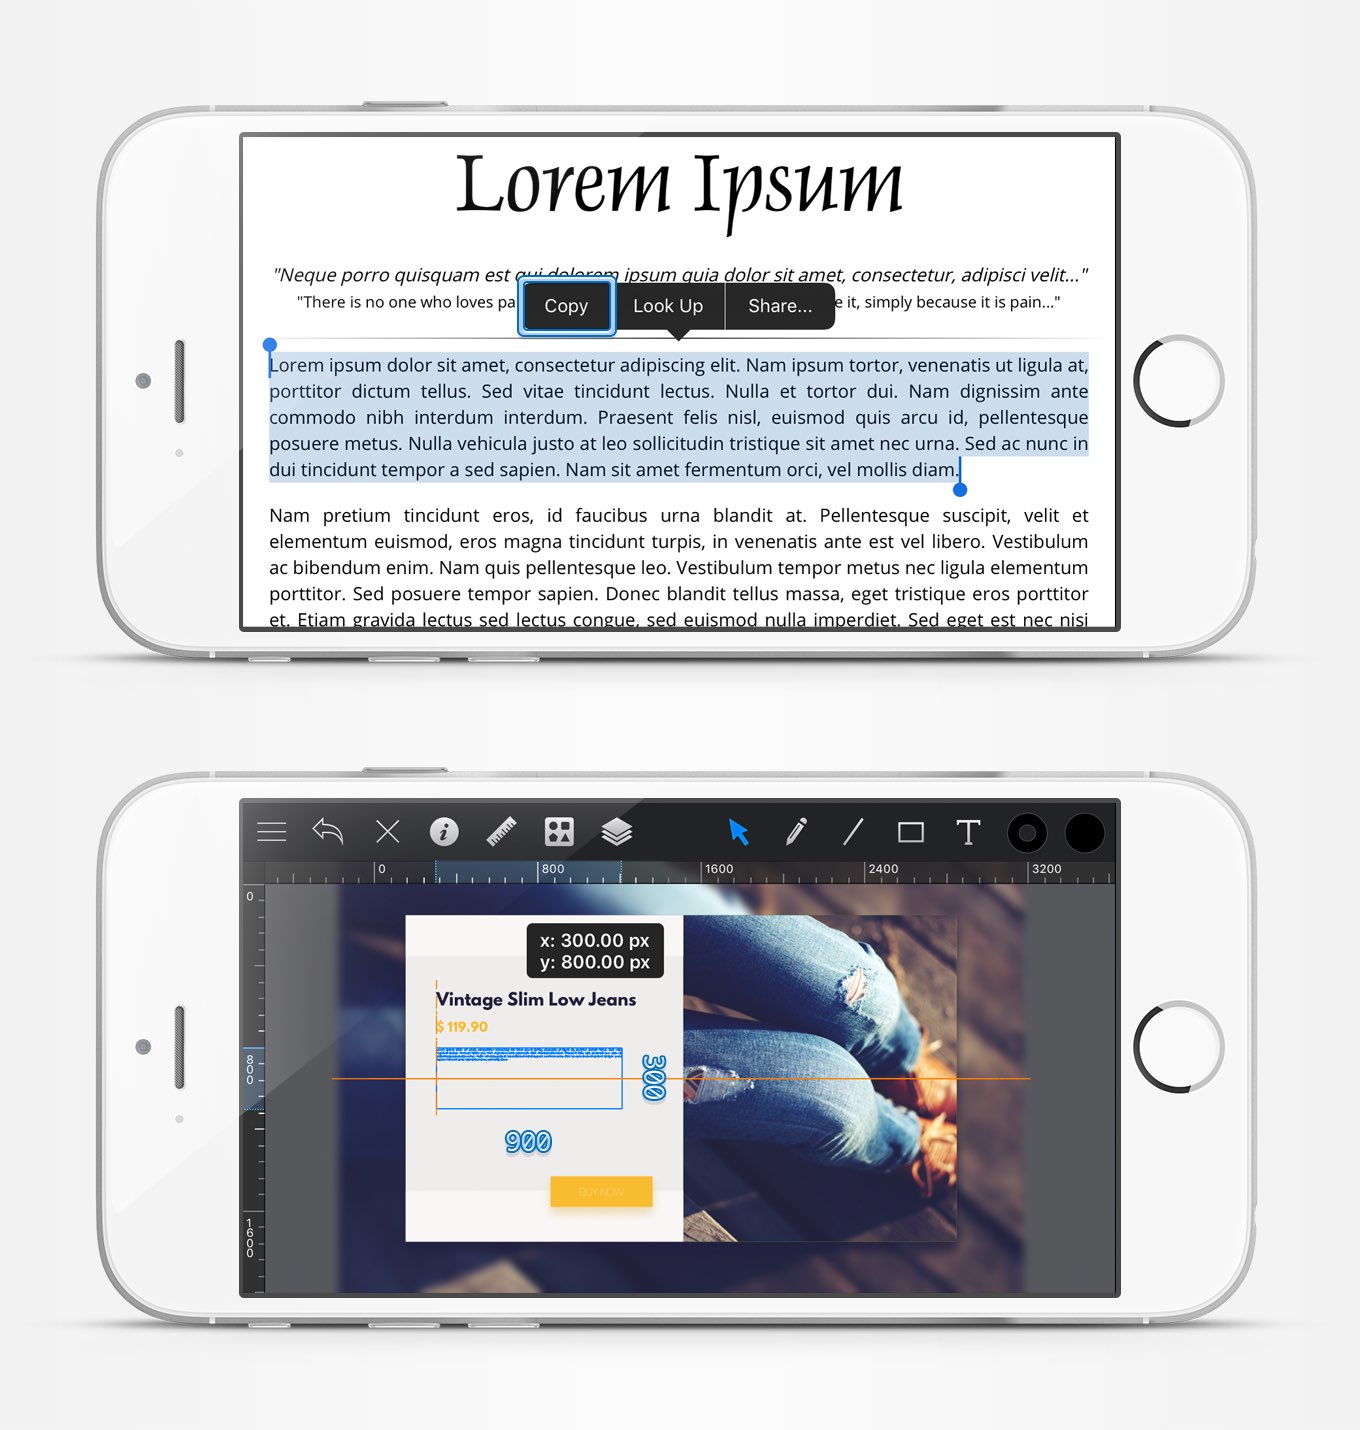 Lorem Ipsum
"Neque porro quisquam est qui dolorem ipsum quia dolor sit amet, consectetur, adipisci velit..."
"There is no one who loves pa
e it, simply because it is pain..."
Copy
Look Up
Share...
Lorem ipsum dolor sit amet, consectetur adipiscing elit. Nam ipsum tortor, venenatis ut ligula at,
porttitor dictum tellus. Sed vitae tincidunt lectus. Nulla et tortor dui. Nam dignissim ante
commodo nibh interdum interdum. Praesent felis nisl, euismod quis arcu id, pellentesque
posuere metus. Nulla vehicula justo at leo sollicitudin tristique sit amet nec urna. Sed ac nunc in
dui tincidunt tempor a sed sapien. Nam sit amet fermentum orci, vel mollis diam.
Nam pretium tincidunt eros, id faucibus urna blandit at. Pellentesque suscipit, velit et
elementum euismod, eros magna tincidunt turpis, in venenatis ante est vel libero. Vestibulum
ac bibendum enim. Nam quis pellentesque leo. Vestibulum tempor metus nec ligula elementum
porttitor. Sed posuere tempor sapien. Donec blandit tellus massa, eget tristique eros porttitor
et. Etiam gravida lectus sed lectus congue, sed euismod nulla imperdiet. Sed eget est nec nisi
T
0
800
1600
2400
3200
0
800
1600
x: 300.00 px
y: 800.00 px
Vintage Slim Low Jeans
$ 119.90
300
900
BUY NOW